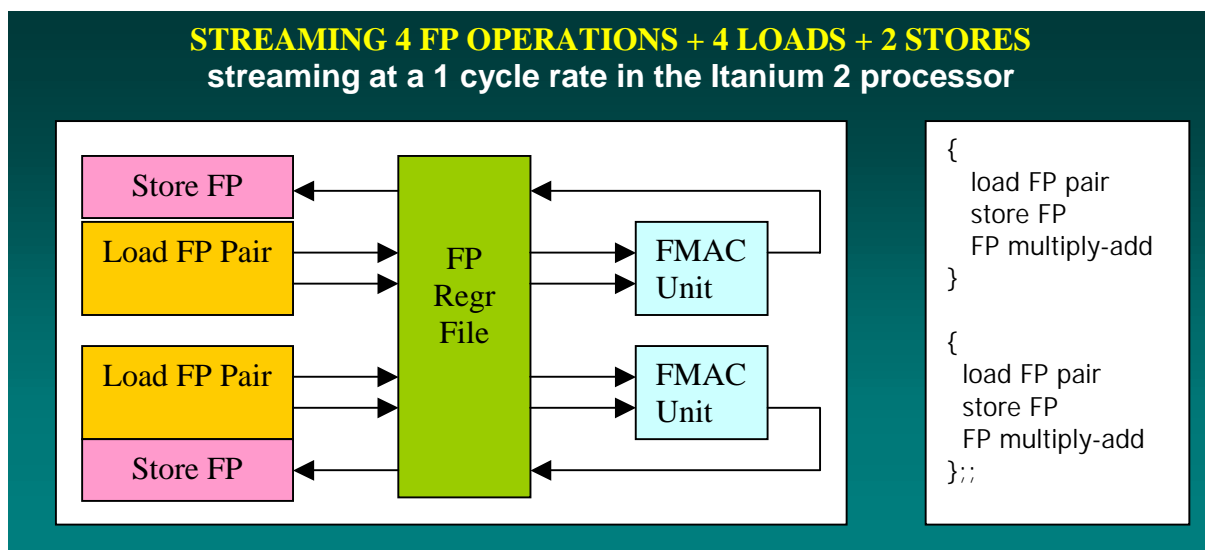 STREAMING 4 FP OPERATIONS + 4 LOADS + 2 STORES
streaming at a 1 cycle rate in the Itanium 2 processor
Store FP
Load FP Pair
Load FP Pair
Store FP
FP
Regr
File
FMAC
Unit
FMAC
Unit
{
load FP pair
store FP
FP multiply-add
}
{
load FP pair
store FP
FP multiply-add
};;